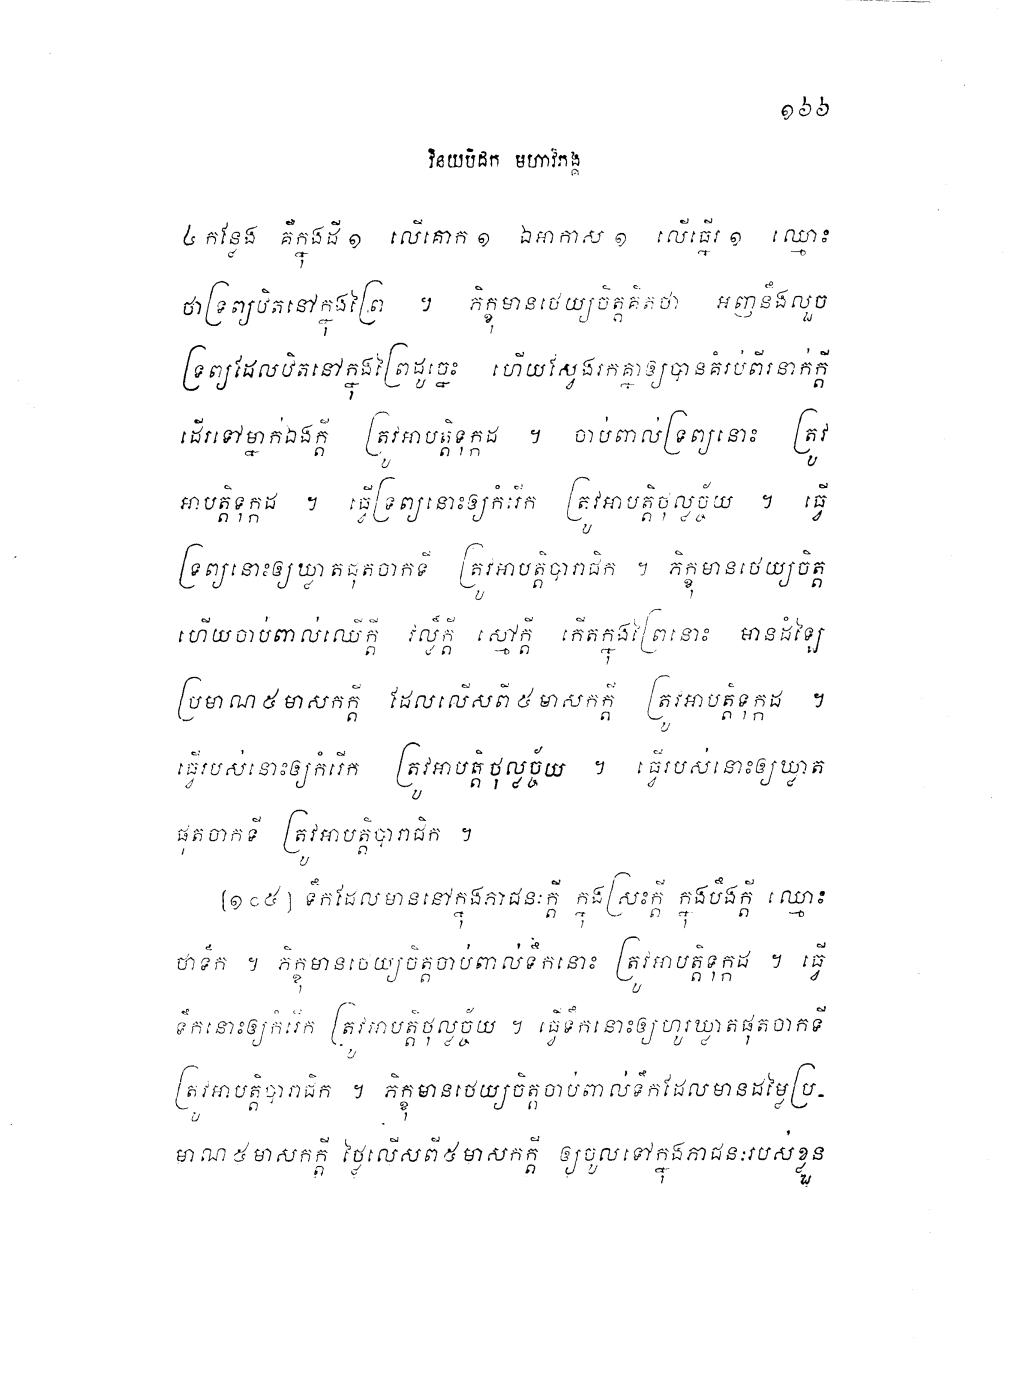 ១៦៦
វិនយបិដក មហាវិភង្គ
៤ កន្លែង គឺក្នុងដី ១ លើគោក ១ ឯអាកាស ១ លើធ្នើរ ១ ឈ្មោះ
ថាទ្រព្យឋិតនៅក្នុងព្រៃ ។ ភិក្ខុមានថេយ្យចិត្តគិតថា អញនឹងលួច
ទ្រព្យដែលឋិតនៅក្នុងព្រៃដូច្នេះ ហើយស្វែងរកគ្នាឲ្យបានគំរប់ពីរនាក់ក្តី
ដើរទៅម្នាក់ឯងក្តី ត្រូវអាបត្តិទុក្កដ ។ ចាប់ពាល់ទ្រព្យនោះ ត្រូវ
អាបត្តិទុក្កដ ។ ធ្វើទ្រព្យនោះឲ្យកំរើក ត្រូវអាបត្តិថុល្លច្ច័យ ។ ធ្វើ
ទ្រព្យនោះឲ្យឃ្លាតផុតចាកទី ត្រូវអាបត្តិបារាជិក ។ ភិក្ខុមានថេយ្យចិត្ត
ហើយចាប់ពាល់ឈើក្តី វល្លិ៍ក្តី ស្មៅក្តី កើតក្នុងព្រៃនោះ មានដំឡៃ
ប្រមាណ៥មាសកក្តី ដែលលើសពី៥មាសកក្តី ត្រូវអាបត្តិទុក្កដ ។
ធ្វើរបស់នោះឲ្យកំរើក ត្រូវអាបត្តិថុល្លច្ច័យ ។ ធ្វើរបស់នោះឲ្យឃ្លាត
ផុតចាកទី ត្រូវអាបត្តិបារាជិក ។
[១០៥] ទឹកដែលមាននៅក្នុងភាជនៈក្តី ក្នុងស្រះក្តី ក្នុងបឹងក្តី ឈ្មោះ
ថាទឹក ។ ភិក្ខុមានថេយ្យចិត្តចាប់ពាល់ទឹកនោះ ត្រូវអាបត្តិទុក្កដ ។ ធ្វើ
ទឹកនោះឲ្យកំរើក ត្រូវអាបត្តិថុល្លច្ច័យ ។ ធ្វើទឹកនោះឲ្យហូរឃ្លាតផុតចាកទី
ត្រូវអាបត្តិបារាជិក ។ ភិក្ខុមានថេយ្យចិត្តចាប់ពាល់ទឹកដែលមានដម្លៃប្រ-
មាណ៥មាសកក្តី ថ្លៃលើសពី៥មាសកក្តី ឲ្យចូលទៅក្នុងភាជនៈរបស់ខ្លួន